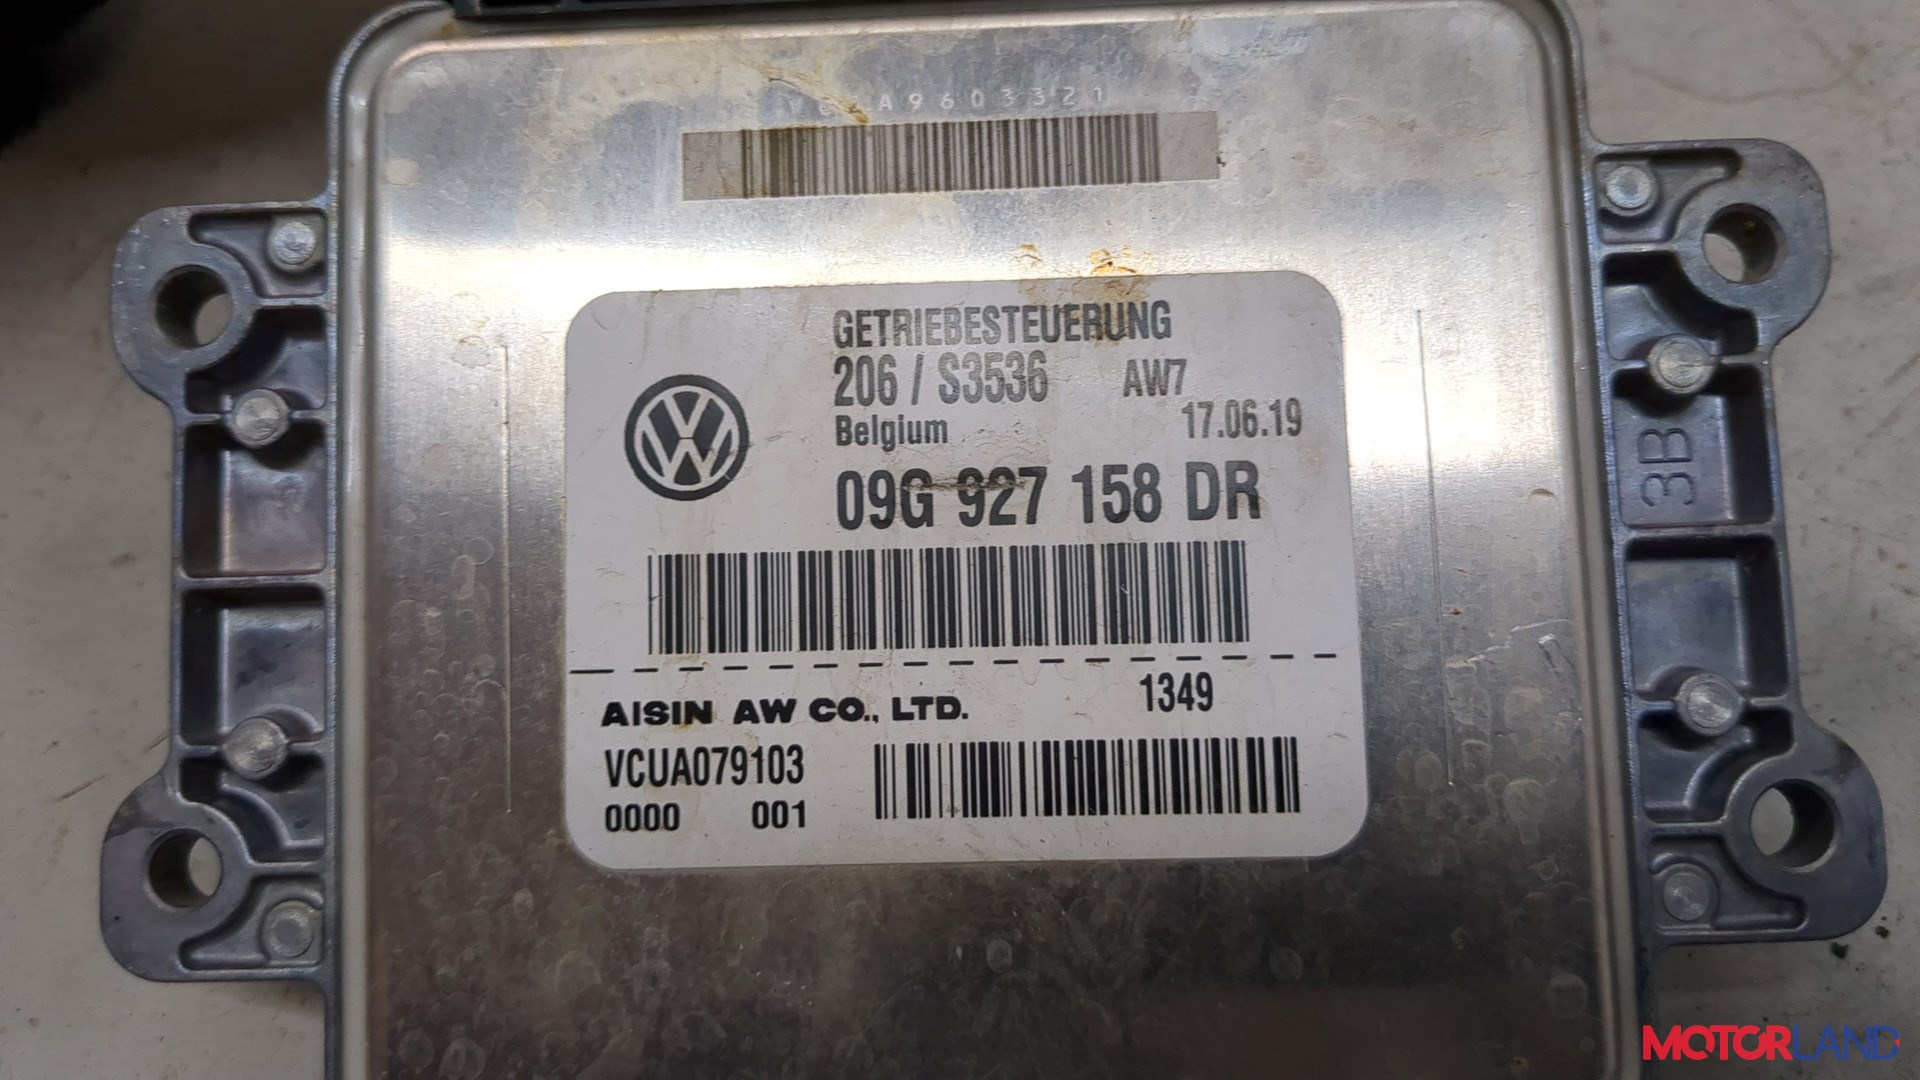 A9603321
GETRIEBESTEUERUNG
206 / S3536 AW7
Belgium 17.06.19
09G 927 158 DR
AISIN AW CO., LTD. 1349
VCUA079103
0000 001
3B
MOTORLAND